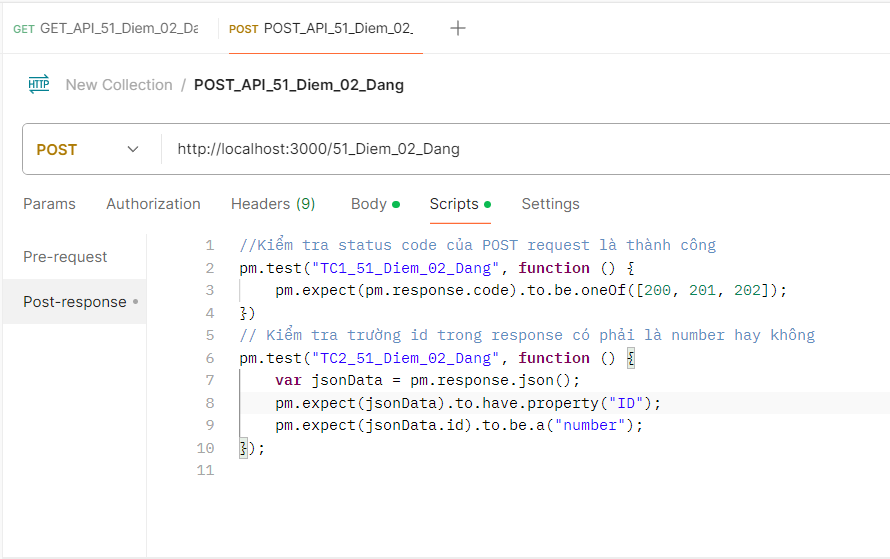 GET GET_API_51_Diem_02_Da
POST POST_API_51_Diem_02_
HTTP New Collection / POST_API_51_Diem_02_Dang
POST http://localhost:3000/51_Diem_02_Dang
Params Authorization Headers (9) Body Scripts Settings
Pre-request
Post-response
1 //Kiểm tra status code của POST request là thành công
2 pm.test("TC1_51_Diem_02_Dang", function () {
3 pm.expect(pm.response.code).to.be.oneOf([200, 201, 202]);
4 })
5 // Kiểm tra trường id trong response có phải là number hay không
6 pm.test("TC2_51_Diem_02_Dang", function () {
7 var jsonData = pm.response.json();
8 pm.expect(jsonData).to.have.property("ID");
9 pm.expect(jsonData.id).to.be.a("number");
10 });
11